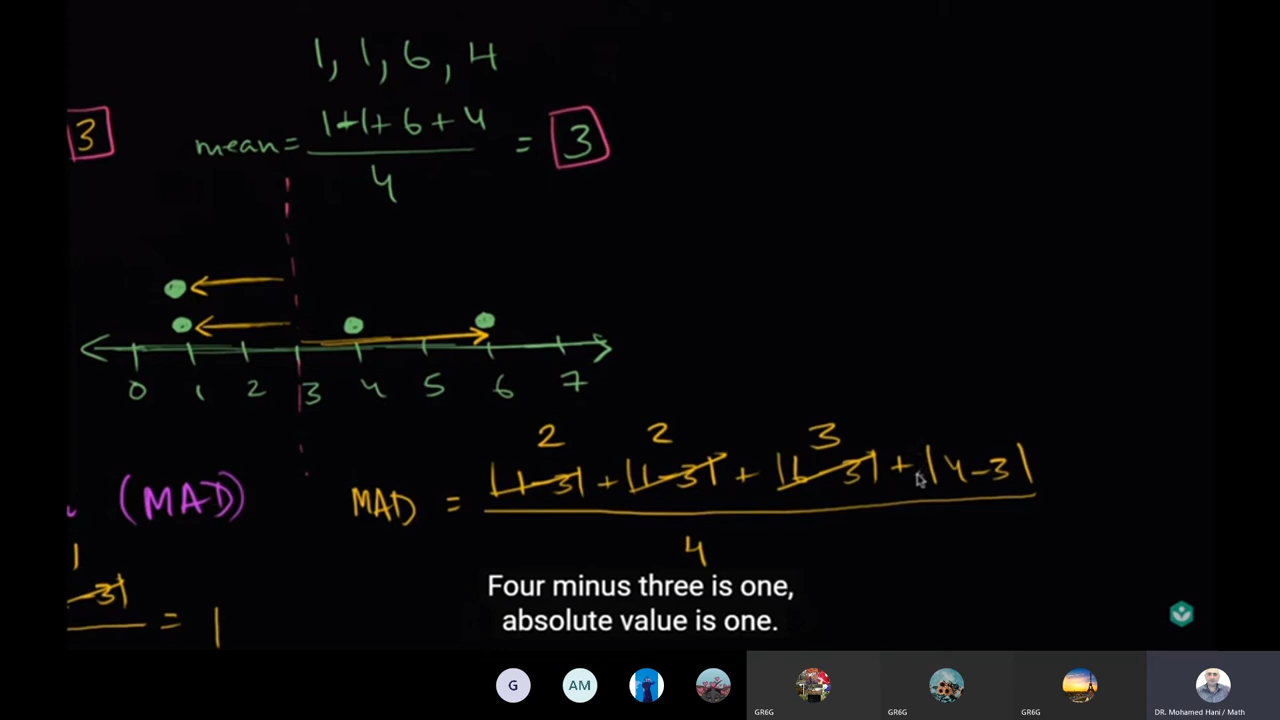 1, 1, 6, 4
3
mean = 1+1+6+4 = 3
4
0 1 2 3 4 5 6 7
2 2 3
(MAD)
MAD = |1-3| + |1-3| + |6-3| + |4-3|
4
1
-3|
= 1
Four minus three is one,
absolute value is one.
G AM
GR6G GR6G GR6G DR. Mohamed Hani / Math